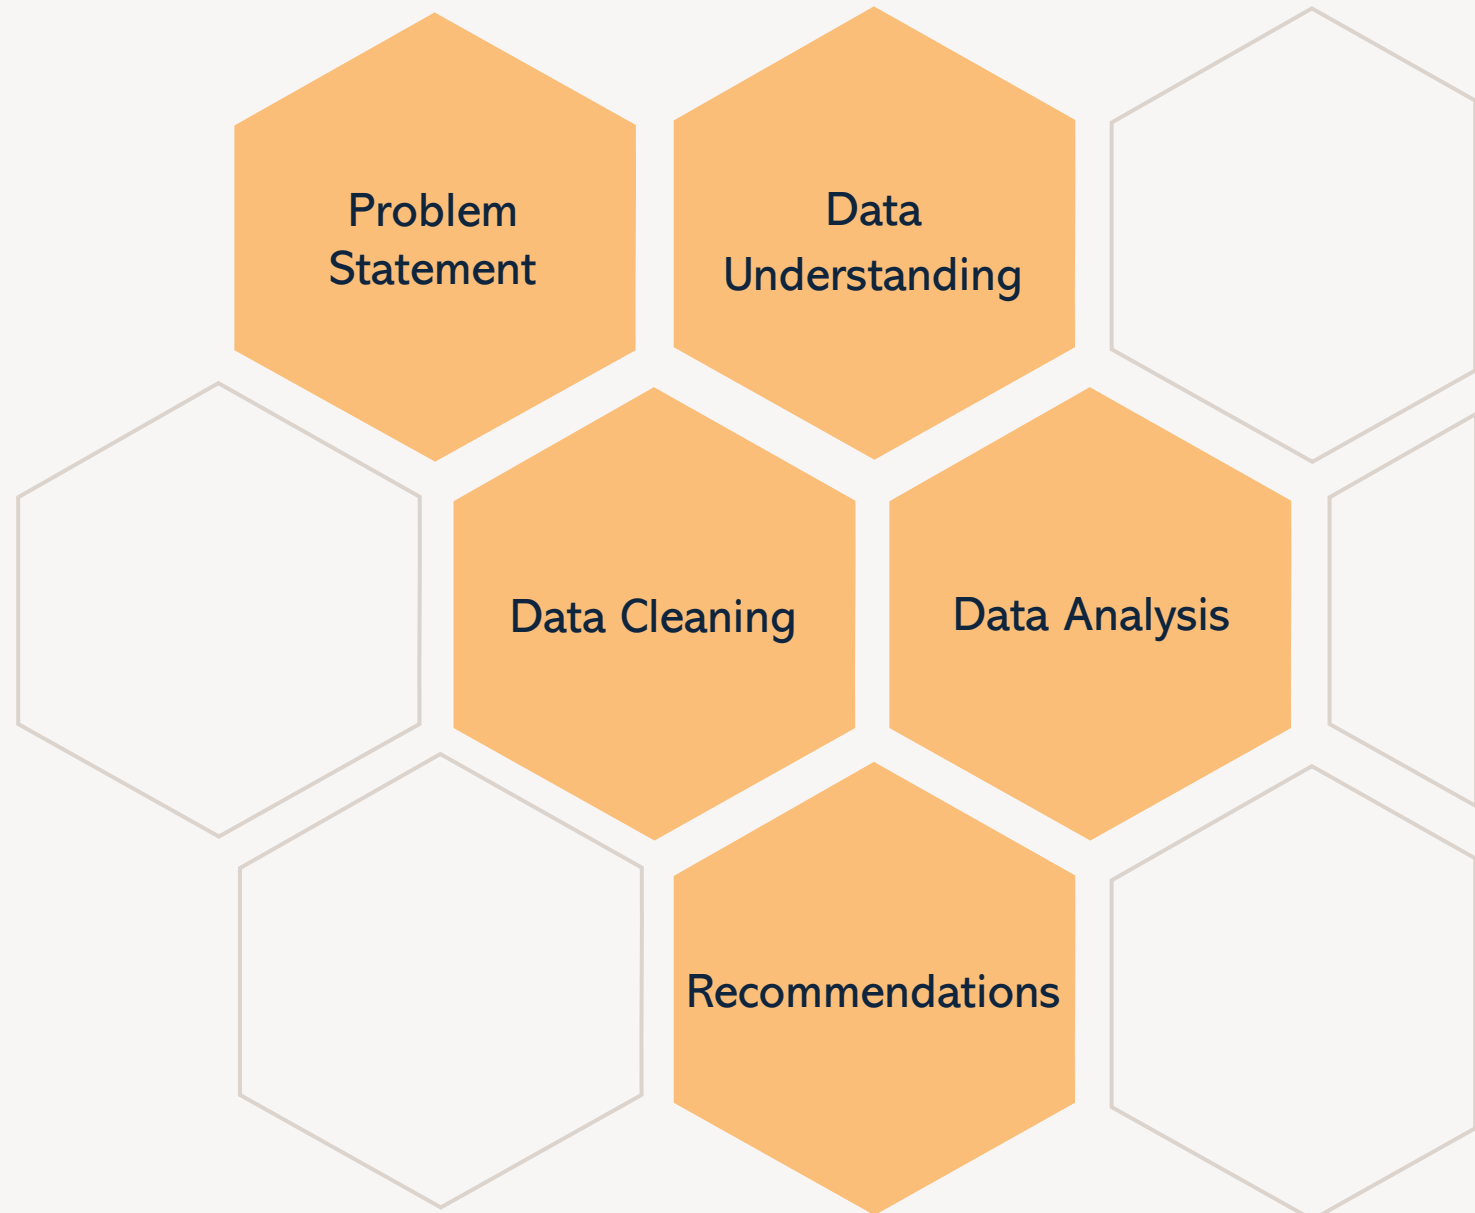 Problem
Statement
Data
Understanding
Data Cleaning
Data Analysis
Recommendations